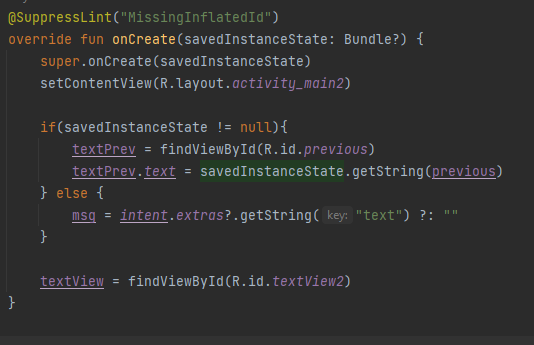 @SuppressLint("MissingInflatedId")
override fun onCreate(savedInstanceState: Bundle?) {
super.onCreate(savedInstanceState)
setContentView(R.layout.activity_main2)
if(savedInstanceState != null){
textPrev = findViewById(R.id.previous)
textPrev.text = savedInstanceState.getString(previous)
} else {
msg = intent.extras?.getString( key: "text") ?: ""
}
textView = findViewById(R.id.textView2)
}